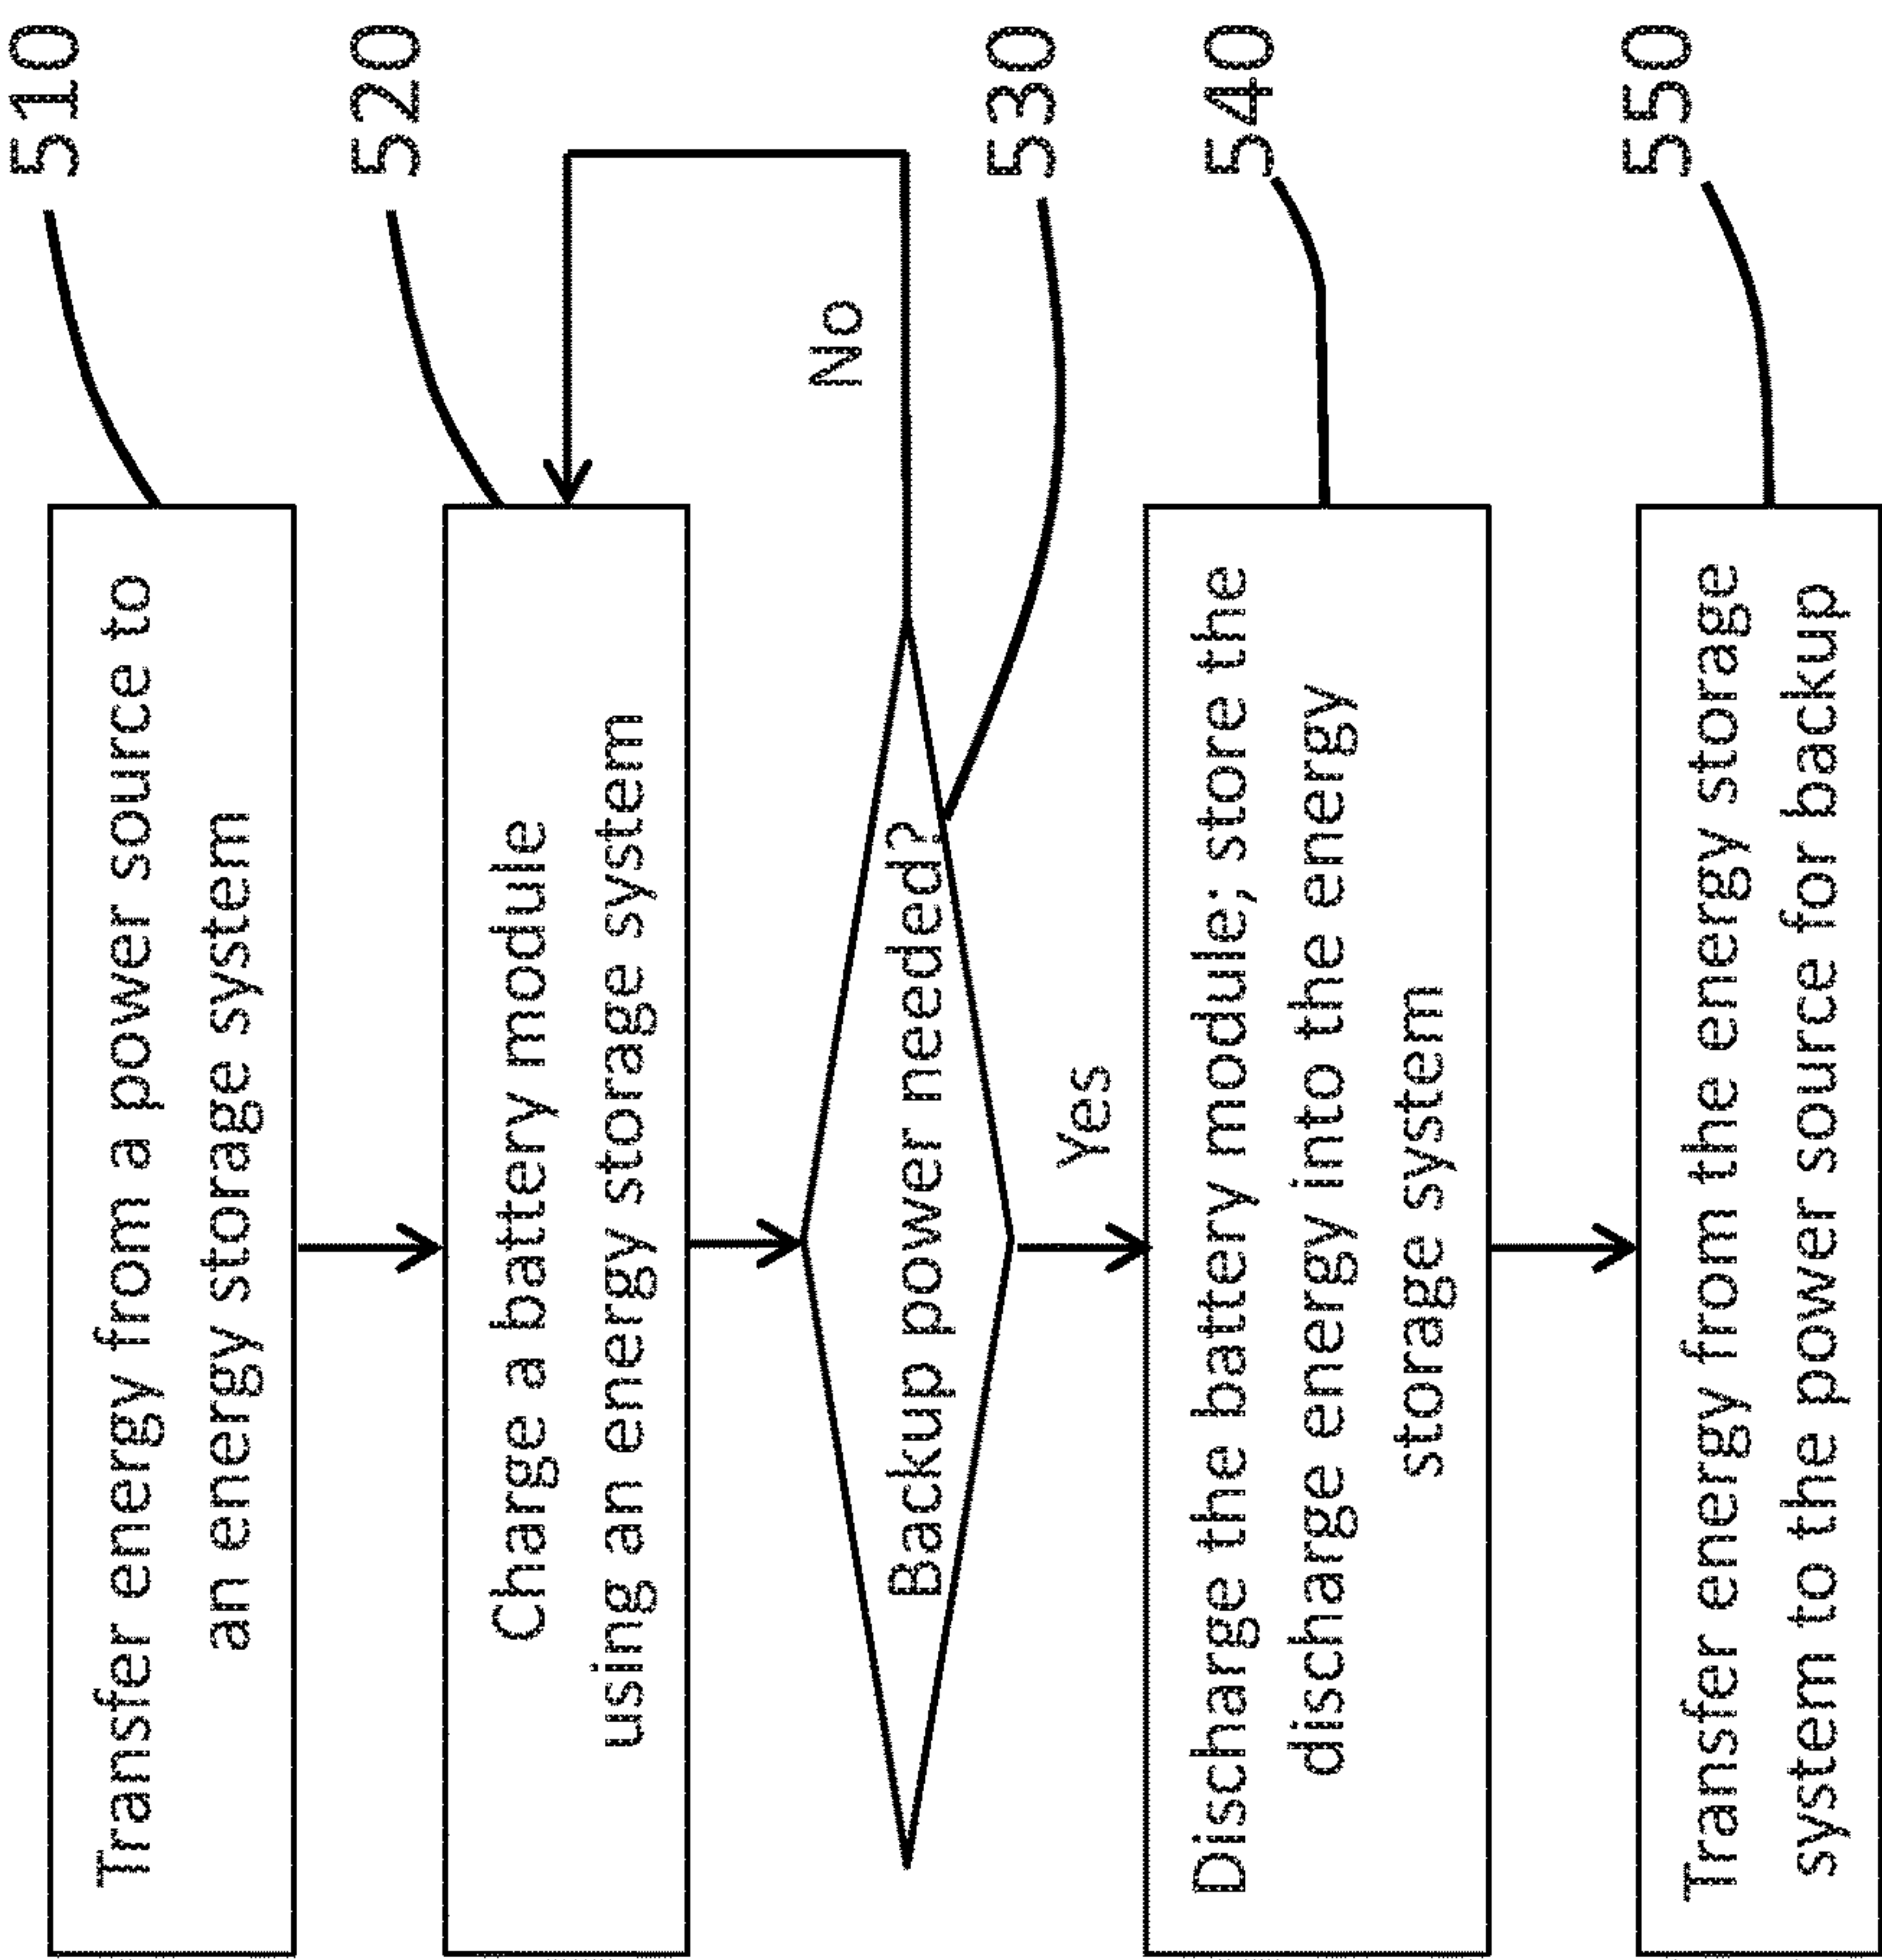 510
Transfer energy from a power source to
an energy storage system
520
Charge a battery module
using an energy storage system
No
530
Backup power needed?
Yes
540
Discharge the battery module; store the
discharge energy into the energy
storage system
550
Transfer energy from the energy storage
system to the power source for backup